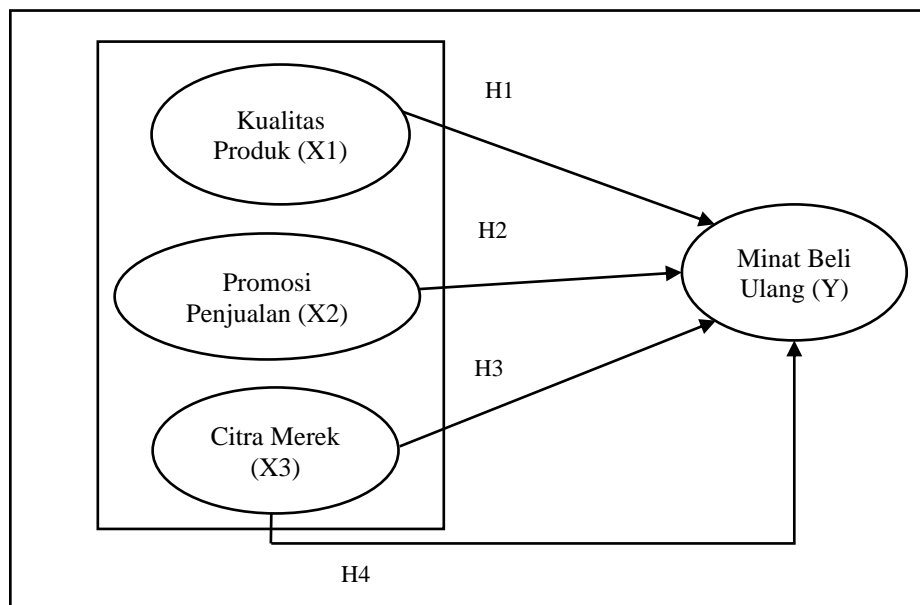 H1
Kualitas
Produk (X1)
H2
Minat Beli
Ulang (Y)
Promosi
Penjualan (X2)
H3
Citra Merek
(X3)
H4